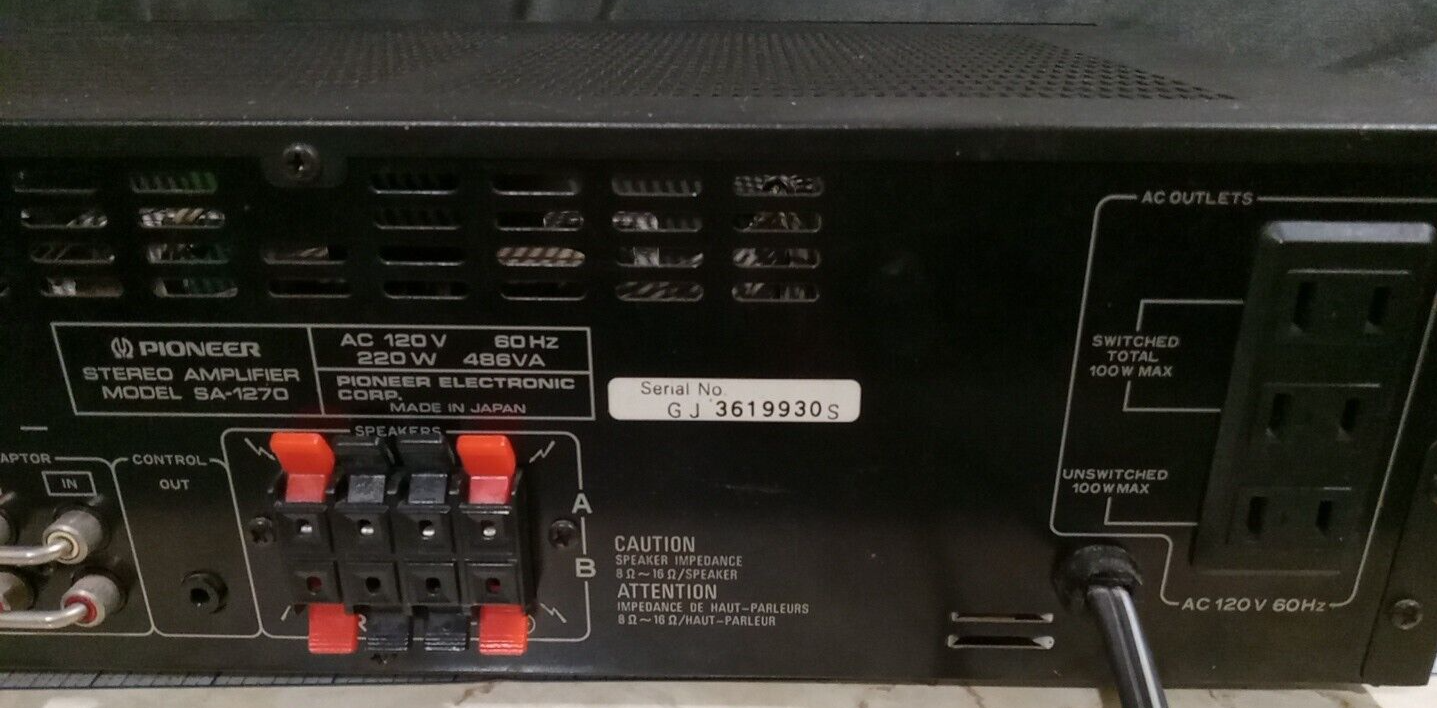 AC OUTLETS
PIONEER
STEREO AMPLIFIER
MODEL SA-1270
AC 120V 60Hz
220W 486VA
PIONEER ELECTRONIC
CORP.
MADE IN JAPAN
Serial No.
GJ 3619930S
SWITCHED
TOTAL
100W MAX
UNSWITCHED
100W MAX
AC 120V 60Hz
IN
CONTROL
OUT
SPEAKERS
A
B
R
CAUTION
SPEAKER IMPEDANCE
8Ω~16Ω/SPEAKER
ATTENTION
IMPEDANCE DE HAUT-PARLEURS
8Ω~16Ω/HAUT-PARLEUR